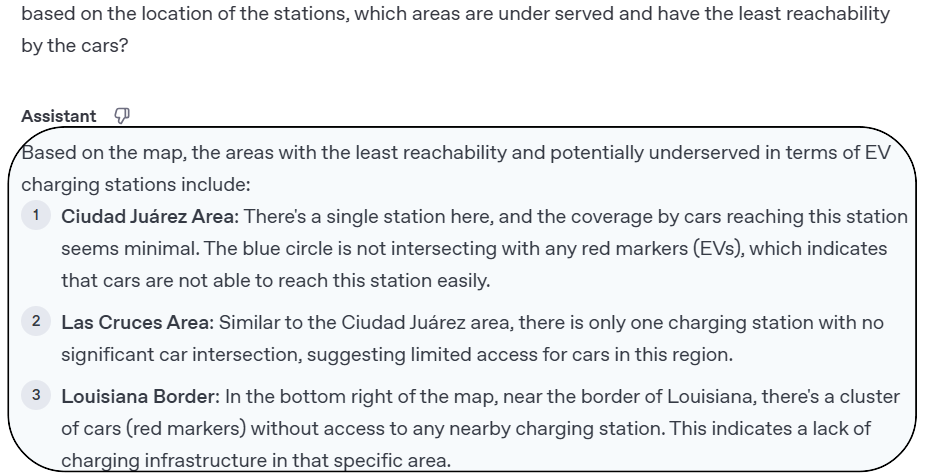 based on the location of the stations, which areas are under served and have the least reachability
by the cars?
Assistant
Based on the map, the areas with the least reachability and potentially underserved in terms of EV
charging stations include:
1 Ciudad Juárez Area: There's a single station here, and the coverage by cars reaching this station
seems minimal. The blue circle is not intersecting with any red markers (EVs), which indicates
that cars are not able to reach this station easily.
2 Las Cruces Area: Similar to the Ciudad Juárez area, there is only one charging station with no
significant car intersection, suggesting limited access for cars in this region.
3 Louisiana Border: In the bottom right of the map, near the border of Louisiana, there's a cluster
of cars (red markers) without access to any nearby charging station. This indicates a lack of
charging infrastructure in that specific area.